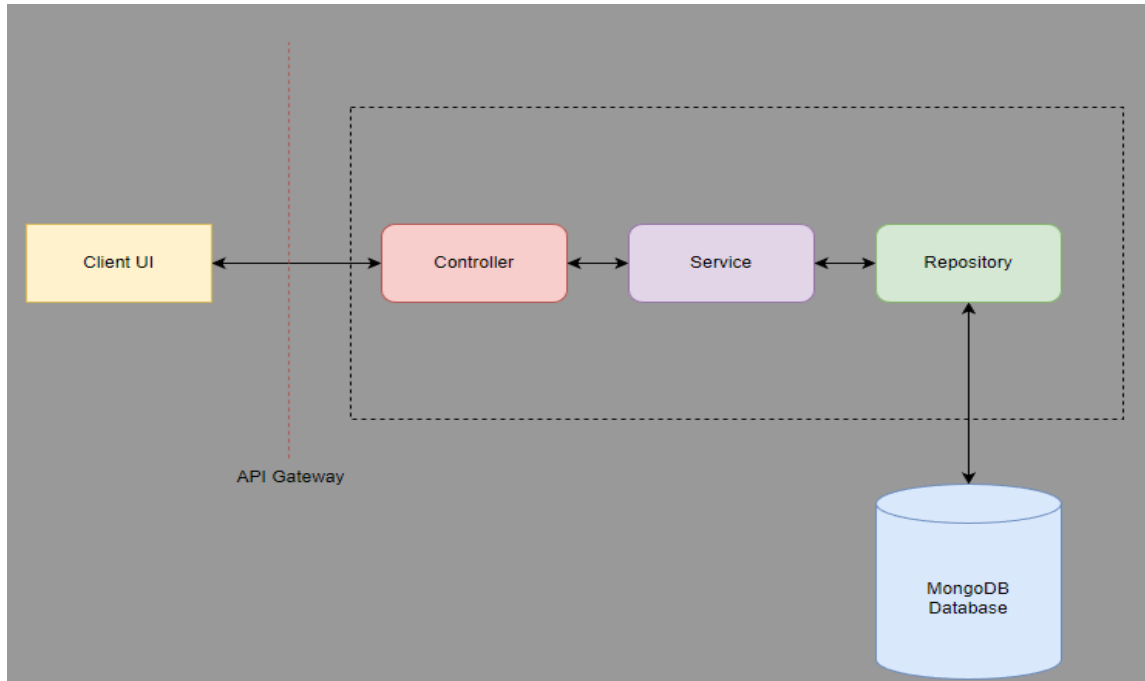 Client UI
Controller
Service
Repository
API Gateway
MongoDB
Database